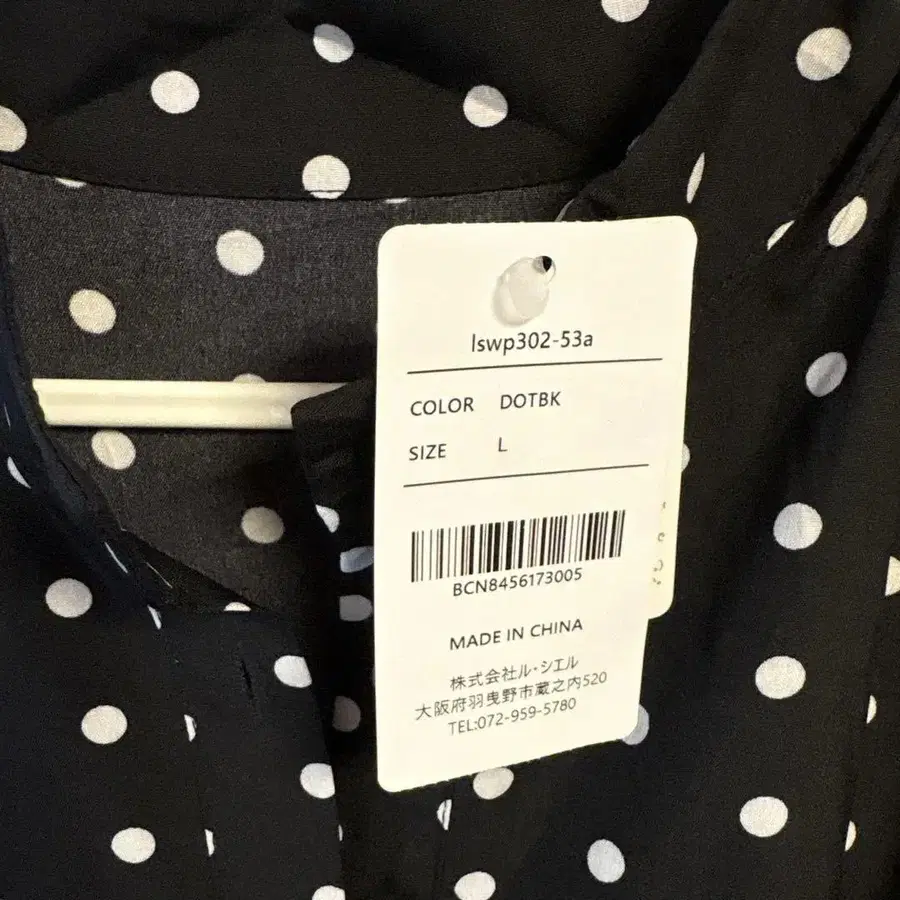 lswp302-53a
COLOR DOTBK
SIZE L
BCN8456173005
MADE IN CHINA
株式会社ル・シエル
大阪府羽曳野市蔵之内520
TEL:072-959-5780